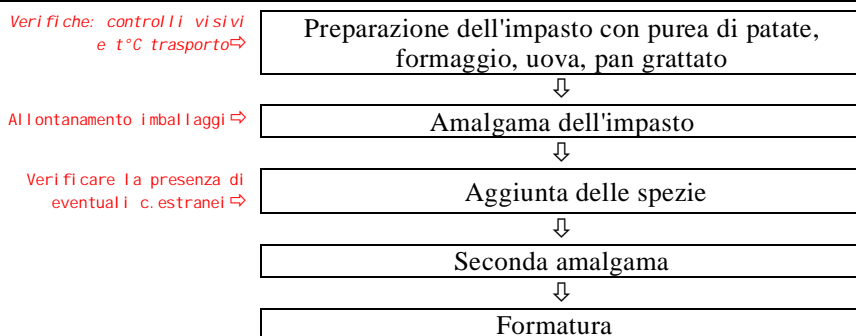 Verifiche: controlli visivi
e t°C trasporto⇨
Preparazione dell'impasto con purea di patate,
formaggio, uova, pan grattato
⇩
Allontanamento imballaggi⇨
Amalgama dell'impasto
⇩
Verificare la presenza di
eventuali c.estranei⇨
Aggiunta delle spezie
⇩
Seconda amalgama
⇩
Formatura